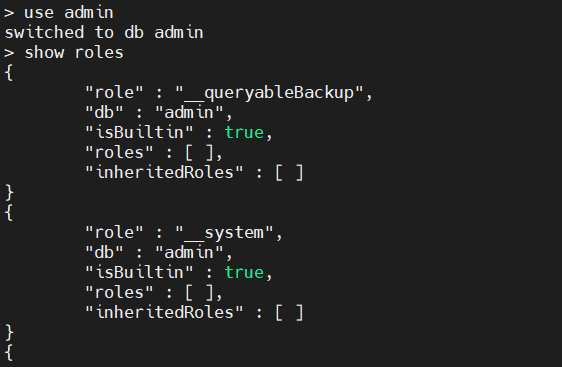 > use admin
switched to db admin
> show roles
{
        "role" : "__queryableBackup",
        "db" : "admin",
        "isBuiltin" : true,
        "roles" : [ ],
        "inheritedRoles" : [ ]
}
{
        "role" : "__system",
        "db" : "admin",
        "isBuiltin" : true,
        "roles" : [ ],
        "inheritedRoles" : [ ]
}
{